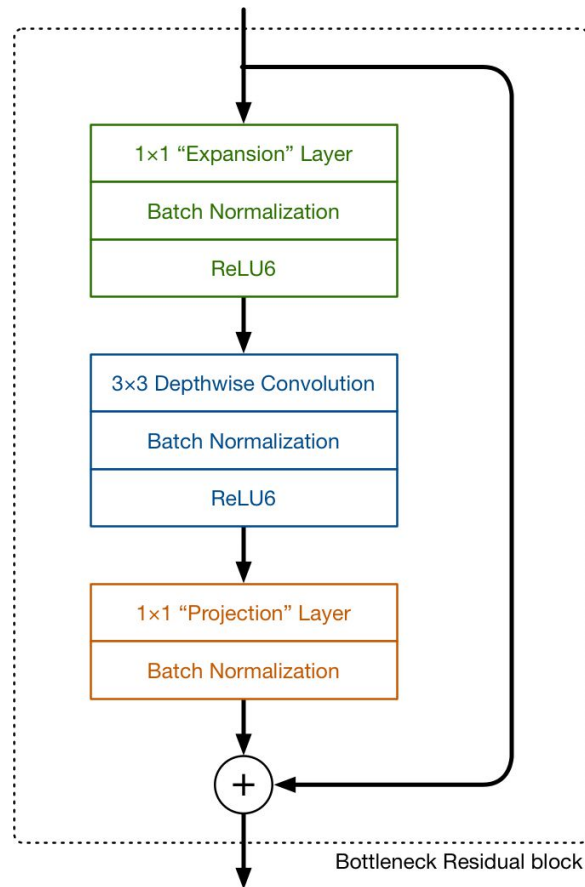 1×1 “Expansion” Layer
Batch Normalization
ReLU6
3×3 Depthwise Convolution
Batch Normalization
ReLU6
1×1 “Projection” Layer
Batch Normalization
+
Bottleneck Residual block